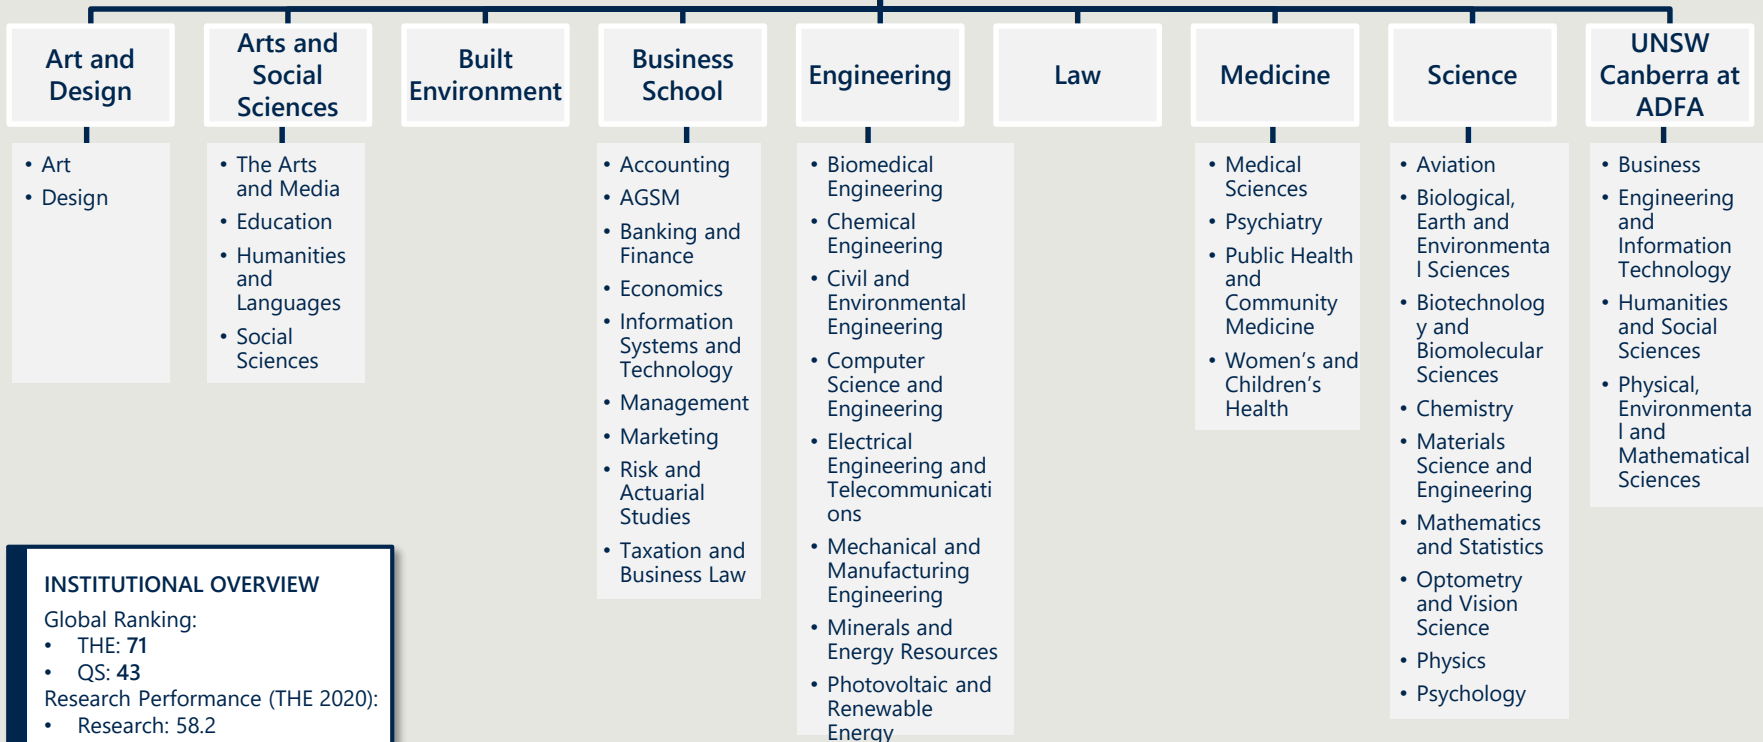 Art and
Design
Arts and
Social
Sciences
Built
Environment
Business
School
Engineering
Law
Medicine
Science
UNSW
Canberra at
ADFA
• Art
• Design
• The Arts
and Media
• Education
• Humanities
and
Languages
• Social
Sciences
• Accounting
• AGSM
• Banking and
Finance
• Economics
• Information
Systems and
Technology
• Management
• Marketing
• Risk and
Actuarial
Studies
• Taxation and
Business Law
• Biomedical
Engineering
• Chemical
Engineering
• Civil and
Environmental
Engineering
• Computer
Science and
Engineering
• Electrical
Engineering and
Telecommunicati
ons
• Mechanical and
Manufacturing
Engineering
• Minerals and
Energy Resources
• Photovoltaic and
Renewable
Energy
• Medical
Sciences
• Psychiatry
• Public Health
and
Community
Medicine
• Women’s and
Children’s
Health
• Aviation
• Biological,
Earth and
Environmenta
l Sciences
• Biotechnolog
y and
Biomolecular
Sciences
• Chemistry
• Materials
Science and
Engineering
• Mathematics
and Statistics
• Optometry
and Vision
Science
• Physics
• Psychology
• Business
• Engineering
and
Information
Technology
• Humanities
and Social
Sciences
• Physical,
Environmenta
l and
Mathematical
Sciences
INSTITUTIONAL OVERVIEW
Global Ranking:
• THE: 71
• QS: 43
Research Performance (THE 2020):
• Research: 58.2